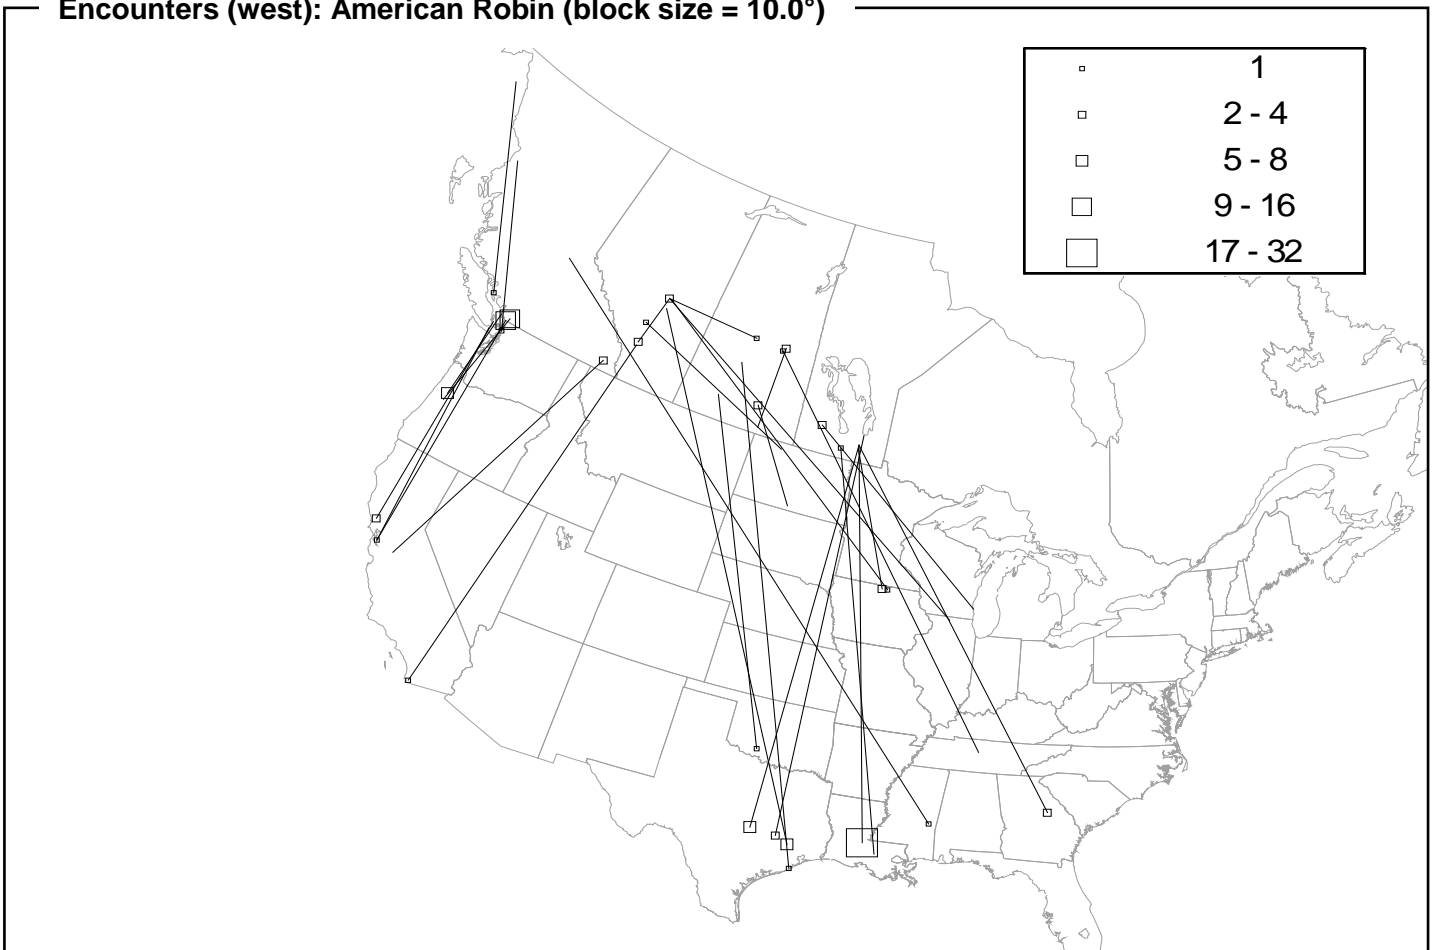 Encounters (west): American Robin (block size = 10.0°)
1
2 - 4
5 - 8
9 - 16
17 - 32